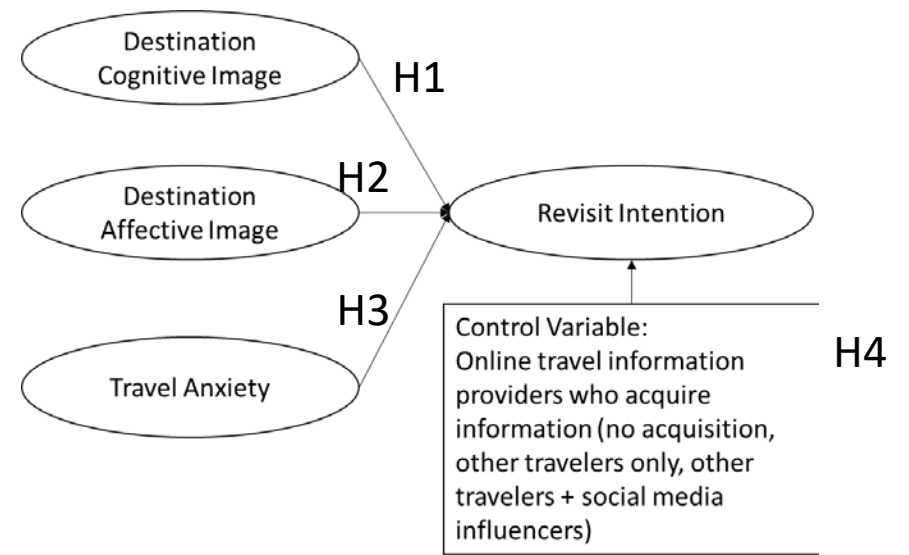 Destination
Cognitive Image
H1
Destination
Affective Image
H2
Revisit Intention
H3
Travel Anxiety
Control Variable:
Online travel information
providers who acquire
information (no acquisition,
other travelers only, other
travelers + social media
influencers)
H4